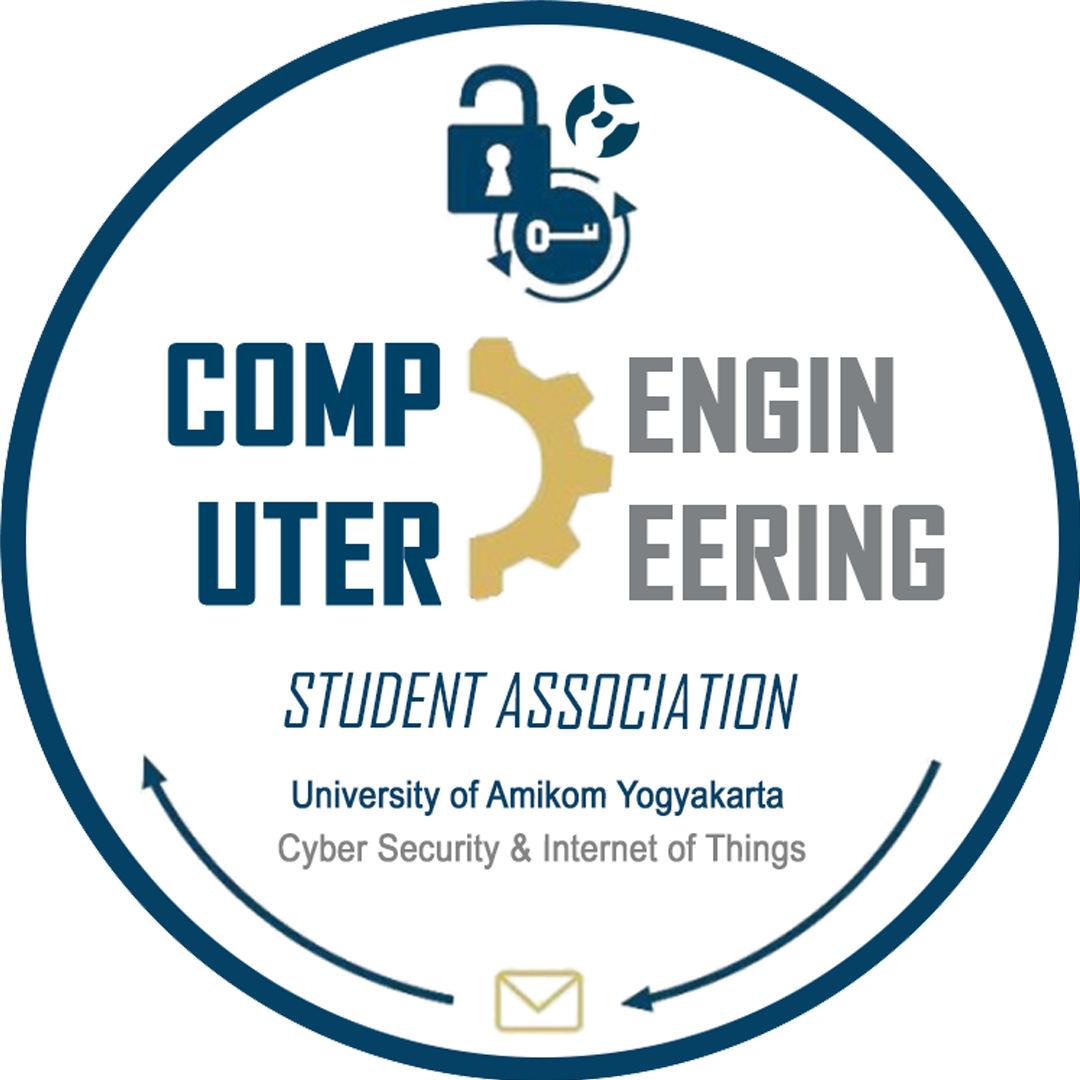 COMP ENGIN
UTER EERING
STUDENT ASSOCIATION
University of Amikom Yogyakarta
Cyber Security & Internet of Things